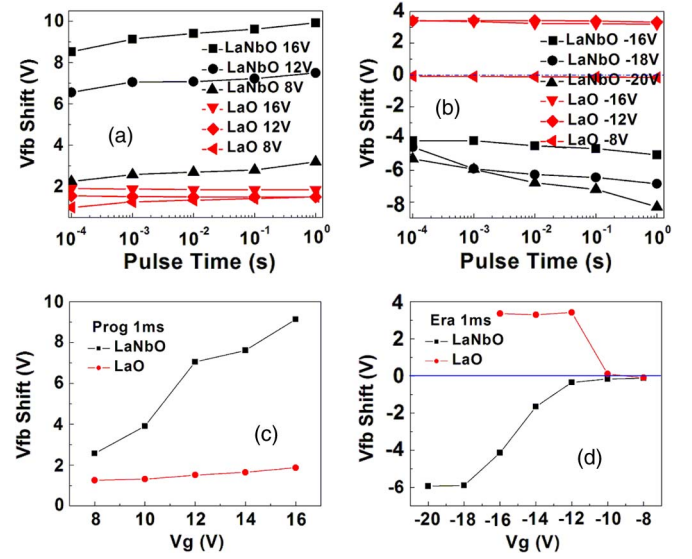 10
8
6
4
2
Vfb Shift (V)
LaNbO 16V
LaNbO 12V
LaNbO 8V
LaO 16V
LaO 12V
LaO 8V
(a)
10⁻⁴ 10⁻³ 10⁻² 10⁻¹ 10⁰
Pulse Time (s)
4
2
0
-2
-4
-6
-8
Vfb Shift (V)
LaNbO -16V
LaNbO -18V
LaNbO -20V
LaO -16V
LaO -12V
LaO -8V
(b)
10⁻⁴ 10⁻³ 10⁻² 10⁻¹ 10⁰
Pulse Time (s)
10
8
6
4
2
0
Vfb Shift (V)
Prog 1ms
LaNbO
LaO
(c)
8 10 12 14 16
Vg (V)
4
2
0
-2
-4
-6
Vfb Shift (V)
Era 1ms
LaNbO
LaO
(d)
-20 -18 -16 -14 -12 -10 -8
Vg (V)